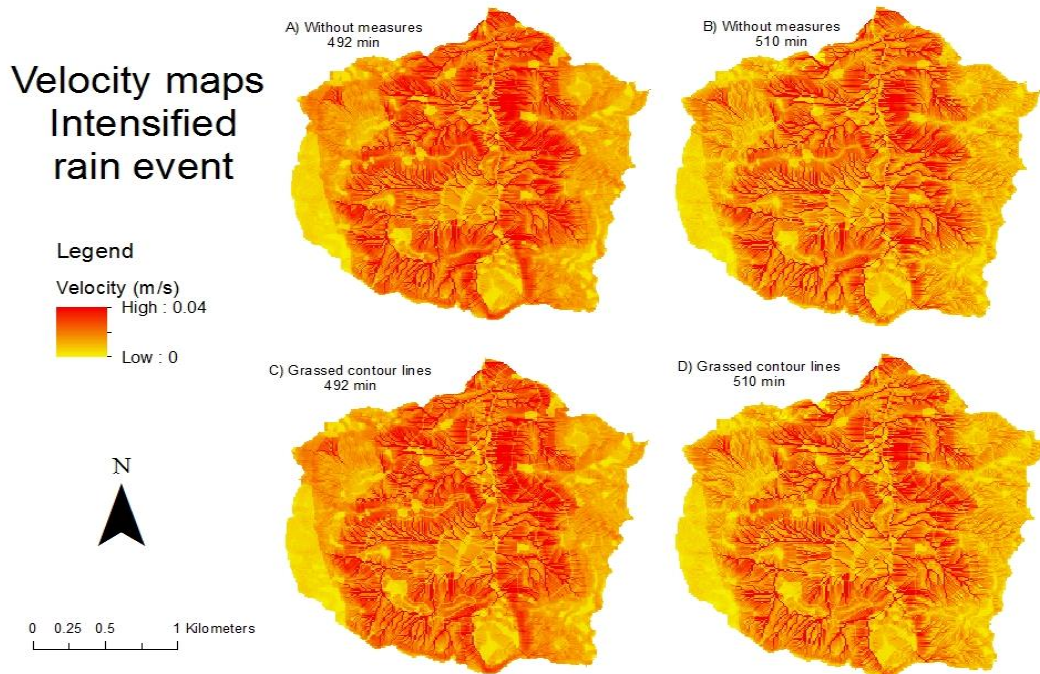 Velocity maps
Intensified
rain event
Legend
Velocity (m/s)
High : 0.04
Low : 0
N
0 0.25 0.5 1 Kilometers
A) Without measures
492 min
B) Without measures
510 min
C) Grassed contour lines
492 min
D) Grassed contour lines
510 min